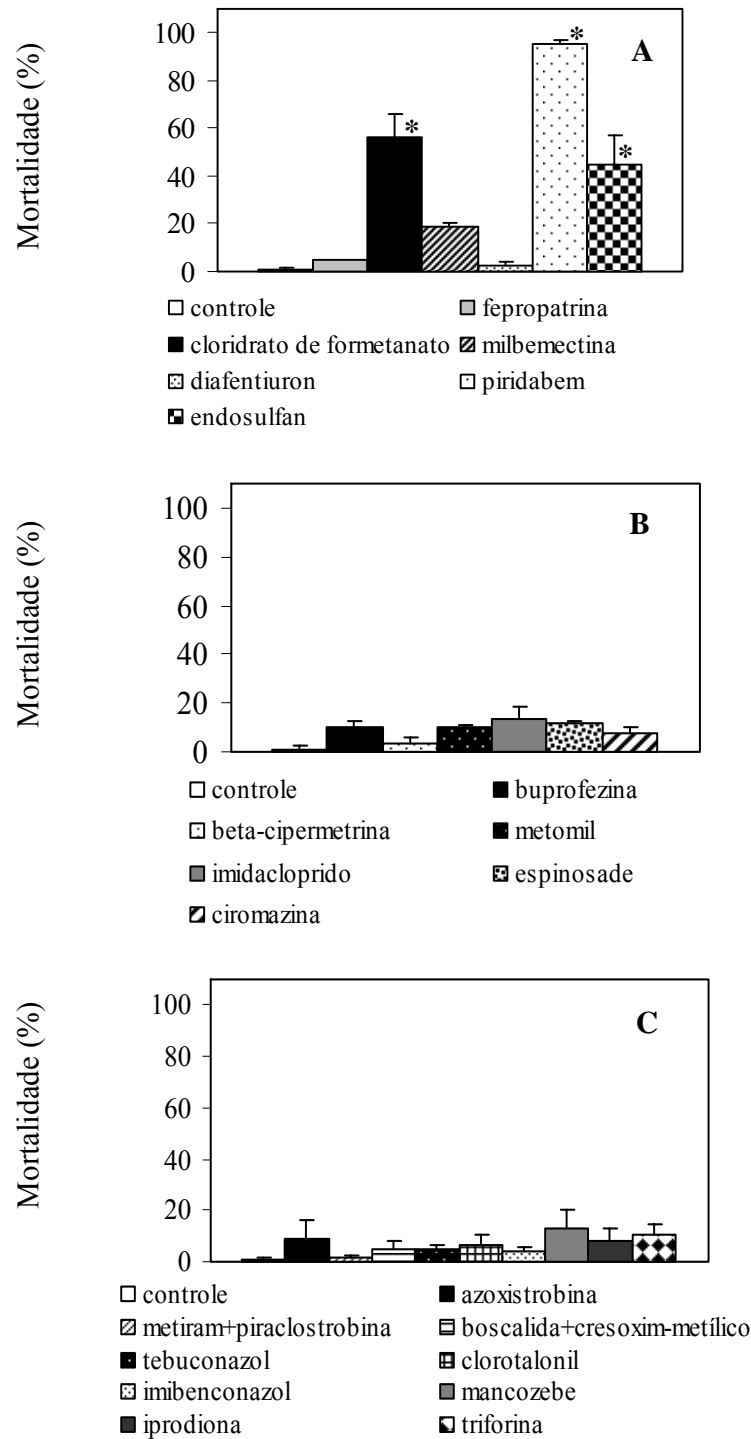 Mortalidade (%)
100
80
60
40
20
0
A
*
*
*
controle fepropatrina
cloridrato de formetanato milbemectina
diafentiuron piridabem
endosulfan
Mortalidade (%)
100
80
60
40
20
0
B
controle buprofezina
beta-cipermetrina metomil
imidacloprido espinosade
ciromazina
Mortalidade (%)
100
80
60
40
20
0
C
controle azoxistrobina
metiram+piraclostrobina boscalida+cresoxim-metílico
tebuconazol clorotalonil
imibenconazol mancozebe
iprodiona triforina